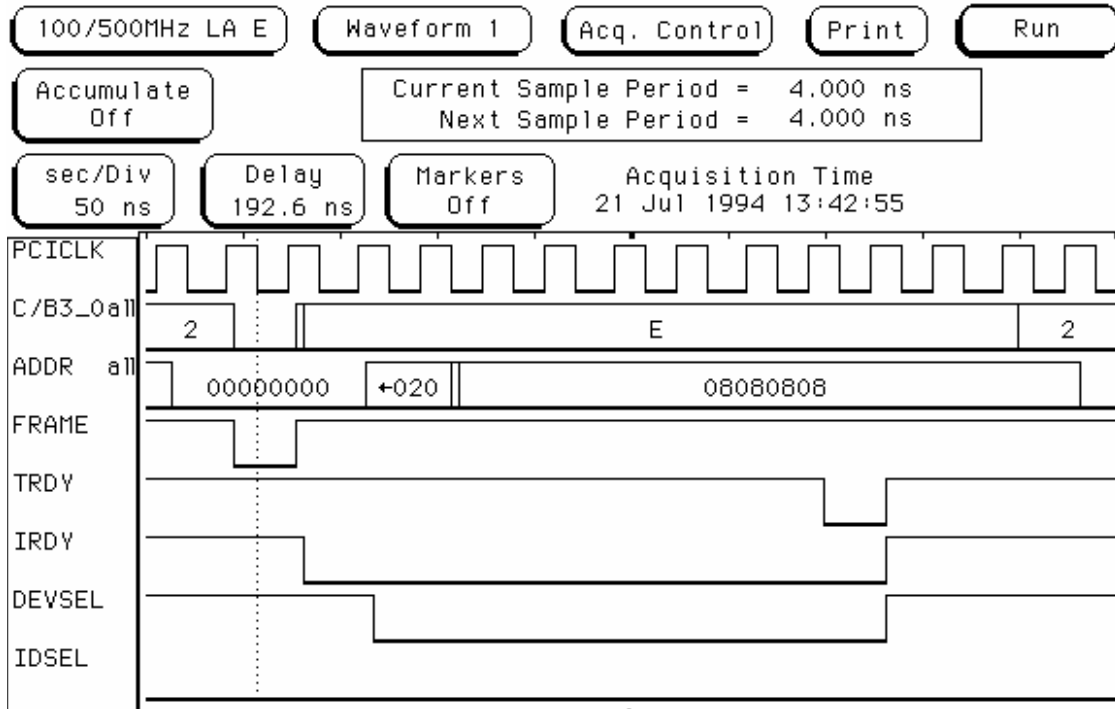 100/500MHz LA E
Waveform 1
Acq. Control
Print
Run
Accumulate
Off
Current Sample Period = 4.000 ns
Next Sample Period = 4.000 ns
sec/Div
50 ns
Delay
192.6 ns
Markers
Off
Acquisition Time
21 Jul 1994 13:42:55
PCICLK
C/B3_0all
2
E
2
ADDR all
00000000
←020
08080808
FRAME
TRDY
IRDY
DEVSEL
IDSEL